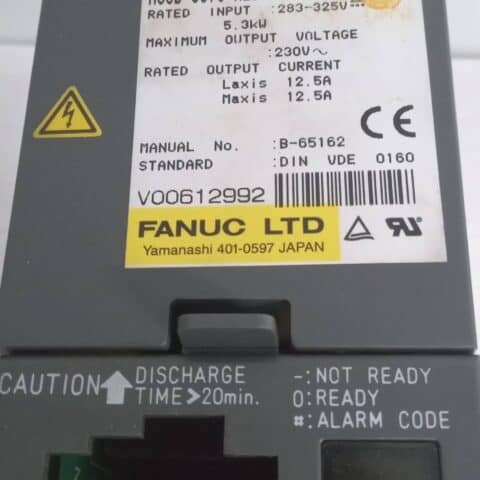 RATED INPUT :283-325V⎓
5.3kW
MAXIMUM OUTPUT VOLTAGE
:230V~
RATED OUTPUT CURRENT
Laxis 12.5A
Maxis 12.5A
MANUAL No. :B-65162
STANDARD :DIN VDE 0160
CE
V00612992
FANUC LTD
Yamanashi 401-0597 JAPAN
CAUTION DISCHARGE
TIME>20min.
-:NOT READY
0:READY
#:ALARM CODE